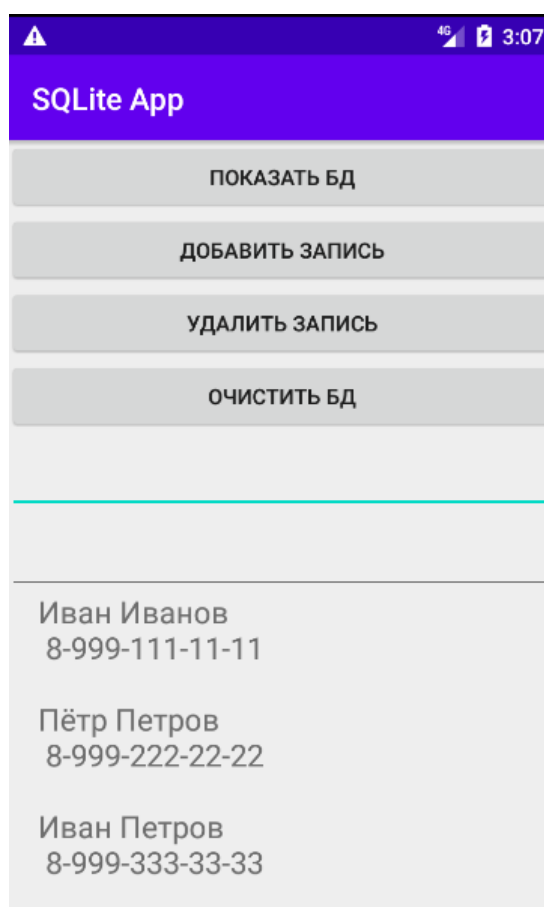 4G 3:07
SQLite App
ПОКАЗАТЬ БД
ДОБАВИТЬ ЗАПИСЬ
УДАЛИТЬ ЗАПИСЬ
ОЧИСТИТЬ БД
Иван Иванов
8-999-111-11-11
Пётр Петров
8-999-222-22-22
Иван Петров
8-999-333-33-33